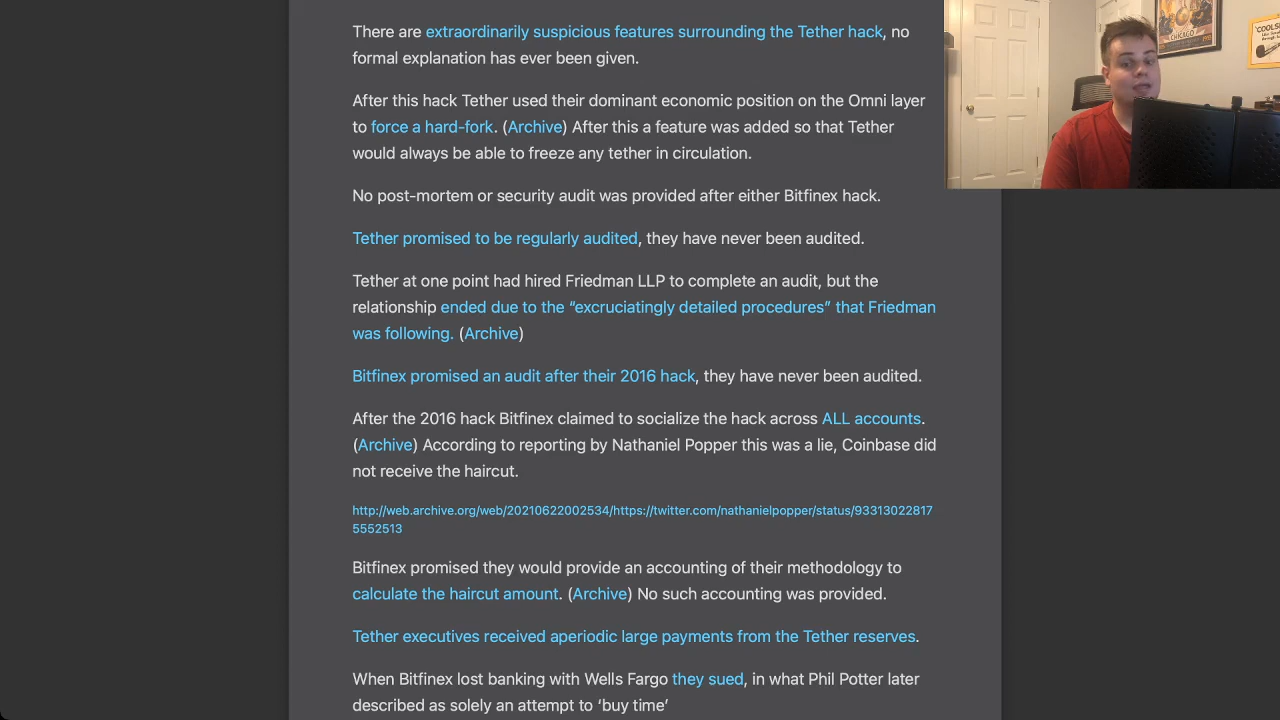 There are extraordinarily suspicious features surrounding the Tether hack, no
formal explanation has ever been given.
After this hack Tether used their dominant economic position on the Omni layer
to force a hard-fork. (Archive) After this a feature was added so that Tether
would always be able to freeze any tether in circulation.
No post-mortem or security audit was provided after either Bitfinex hack.
Tether promised to be regularly audited, they have never been audited.
Tether at one point had hired Friedman LLP to complete an audit, but the
relationship ended due to the “excruciatingly detailed procedures” that Friedman
was following. (Archive)
Bitfinex promised an audit after their 2016 hack, they have never been audited.
After the 2016 hack Bitfinex claimed to socialize the hack across ALL accounts.
(Archive) According to reporting by Nathaniel Popper this was a lie, Coinbase did
not receive the haircut.
http://web.archive.org/web/20210622002534/https://twitter.com/nathanielpopper/status/93313022817
5552513
Bitfinex promised they would provide an accounting of their methodology to
calculate the haircut amount. (Archive) No such accounting was provided.
Tether executives received aperiodic large payments from the Tether reserves.
When Bitfinex lost banking with Wells Fargo they sued, in what Phil Potter later
described as solely an attempt to ‘buy time’
CHICAGO